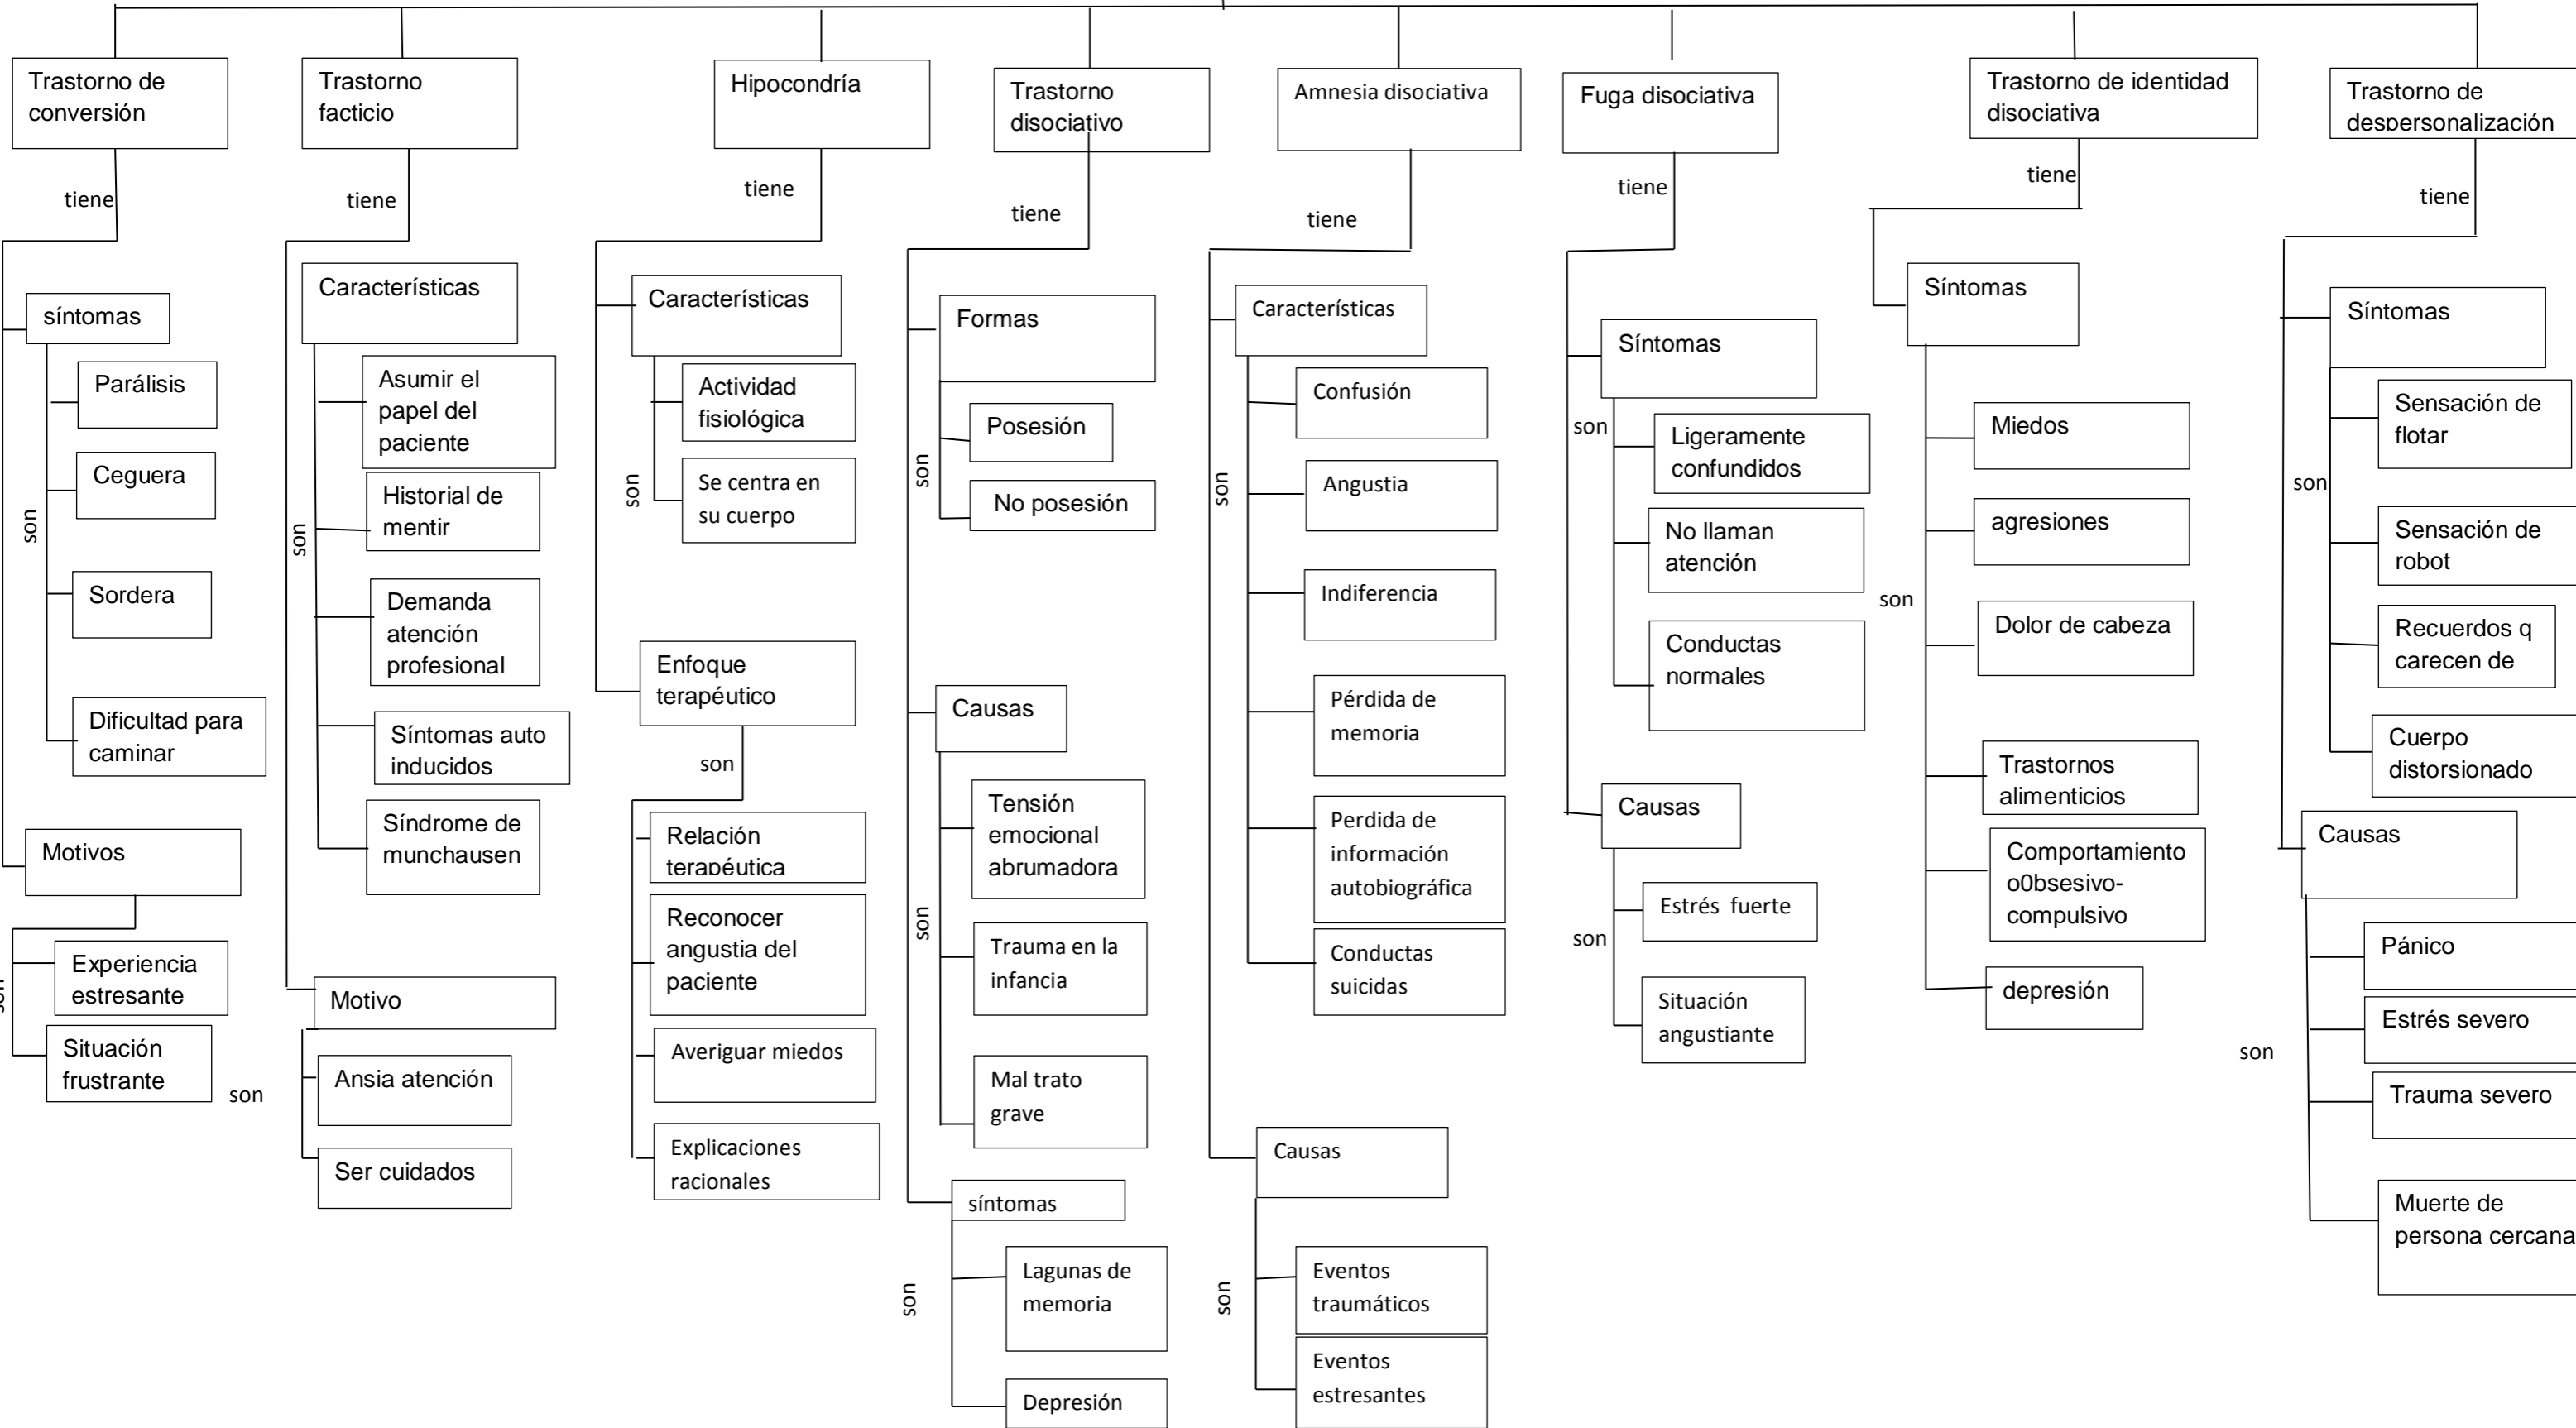 Trastorno de
conversión
tiene
síntomas
son
Parálisis
Ceguera
Sordera
Dificultad para
caminar
Motivos
son
Experiencia
estresante
Situación
frustrante
Trastorno
facticio
tiene
Características
son
Asumir el
papel del
paciente
Historial de
mentir
Demanda
atención
profesional
Síntomas auto
inducidos
Síndrome de
munchausen
Motivo
son
Ansia atención
Ser cuidados
Hipocondría
tiene
Características
son
Actividad
fisiológica
Se centra en
su cuerpo
Enfoque
terapéutico
son
Relación
terapéutica
Reconocer
angustia del
paciente
Averiguar miedos
Explicaciones
racionales
Trastorno
disociativo
tiene
Formas
son
Posesión
No posesión
Causas
son
Tensión
emocional
abrumadora
Trauma en la
infancia
Mal trato
grave
síntomas
son
Lagunas de
memoria
Depresión
Amnesia disociativa
tiene
Características
son
Confusión
Angustia
Indiferencia
Pérdida de
memoria
Perdida de
información
autobiográfica
Conductas
suicidas
Causas
son
Eventos
traumáticos
Eventos
estresantes
Fuga disociativa
tiene
Síntomas
son
Ligeramente
confundidos
No llaman
atención
Conductas
normales
Causas
son
Estrés fuerte
Situación
angustiante
Trastorno de identidad
disociativa
tiene
Síntomas
son
Miedos
agresiones
Dolor de cabeza
Trastornos
alimenticios
Comportamiento
o0bsesivo-
compulsivo
depresión
Trastorno de
despersonalización
tiene
Síntomas
son
Sensación de
flotar
Sensación de
robot
Recuerdos q
carecen de
Cuerpo
distorsionado
Causas
son
Pánico
Estrés severo
Trauma severo
Muerte de
persona cercana